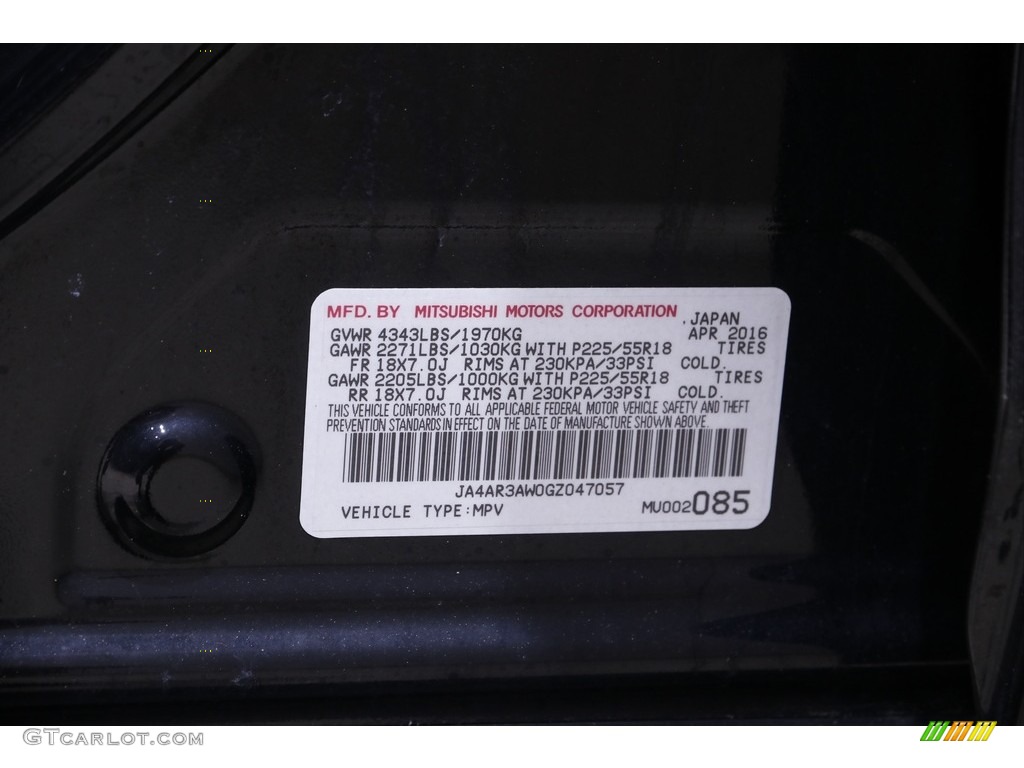 MFD. BY MITSUBISHI MOTORS CORPORATION .JAPAN
GVWR 4343LBS/1970KG APR 2016
GAWR 2271LBS/1030KG WITH P225/55R18 TIRES
FR 18X7.0J RIMS AT 230KPA/33PSI COLD.
GAWR 2205LBS/1000KG WITH P225/55R18 TIRES
RR 18X7.0J RIMS AT 230KPA/33PSI COLD.
THIS VEHICLE CONFORMS TO ALL APPLICABLE FEDERAL MOTOR VEHICLE SAFETY AND THEFT
PREVENTION STANDARDS IN EFFECT ON THE DATE OF MANUFACTURE SHOWN ABOVE.
JA4AR3AW0GZ047057
VEHICLE TYPE:MPV MU002085
GTCarlot.com